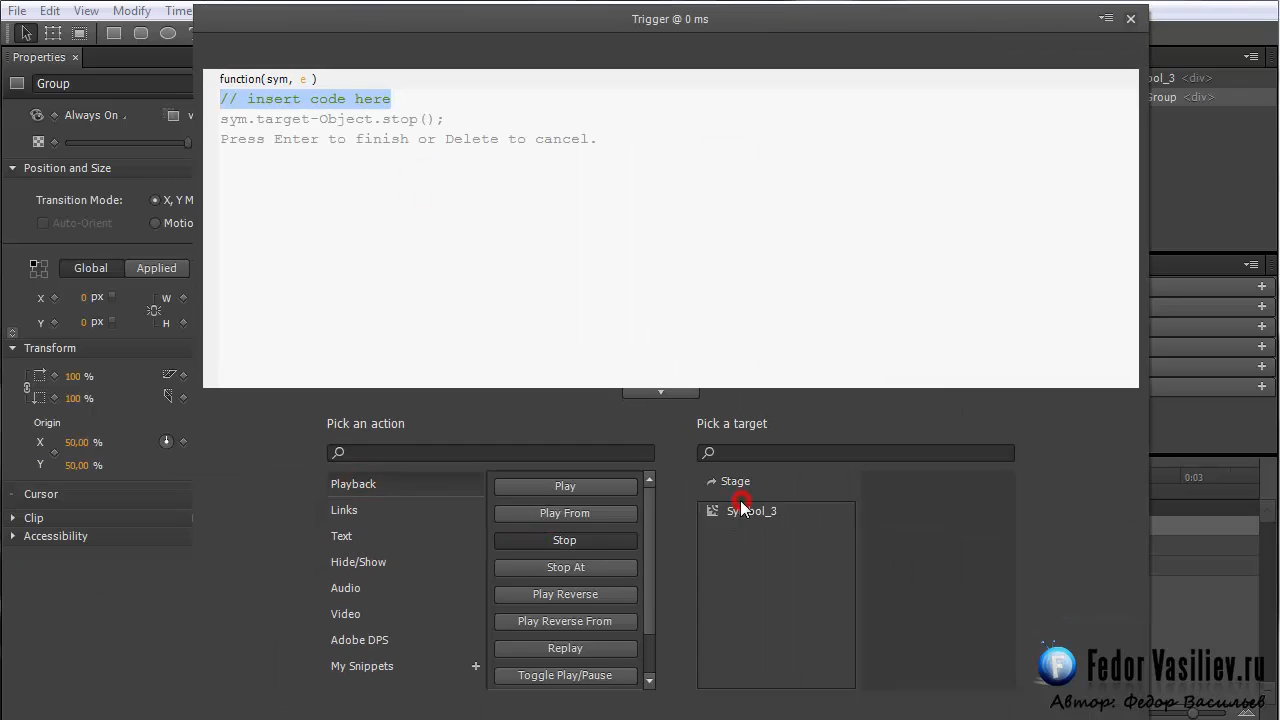 File Edit View Modify Time
Trigger @ 0 ms
Properties ×
Group
Always On
Position and Size
Transition Mode: X, Y M
Auto-Orient Motio
Global Applied
X 0 px W
Y 0 px H
Transform
100 %
100 %
Origin
X 50,00 %
Y 50,00 %
Cursor
Clip
Accessibility
function(sym, e )
// insert code here
sym.target-Object.stop();
Press Enter to finish or Delete to cancel.
Pick an action
Playback
Links
Text
Hide/Show
Audio
Video
Adobe DPS
My Snippets +
Play
Play From
Stop
Stop At
Play Reverse
Play Reverse From
Replay
Toggle Play/Pause
Pick a target
Stage
ol_3 <div>
Group <div>
0:03
Fedor Vasiliev.ru
Автор: Федор Васильев